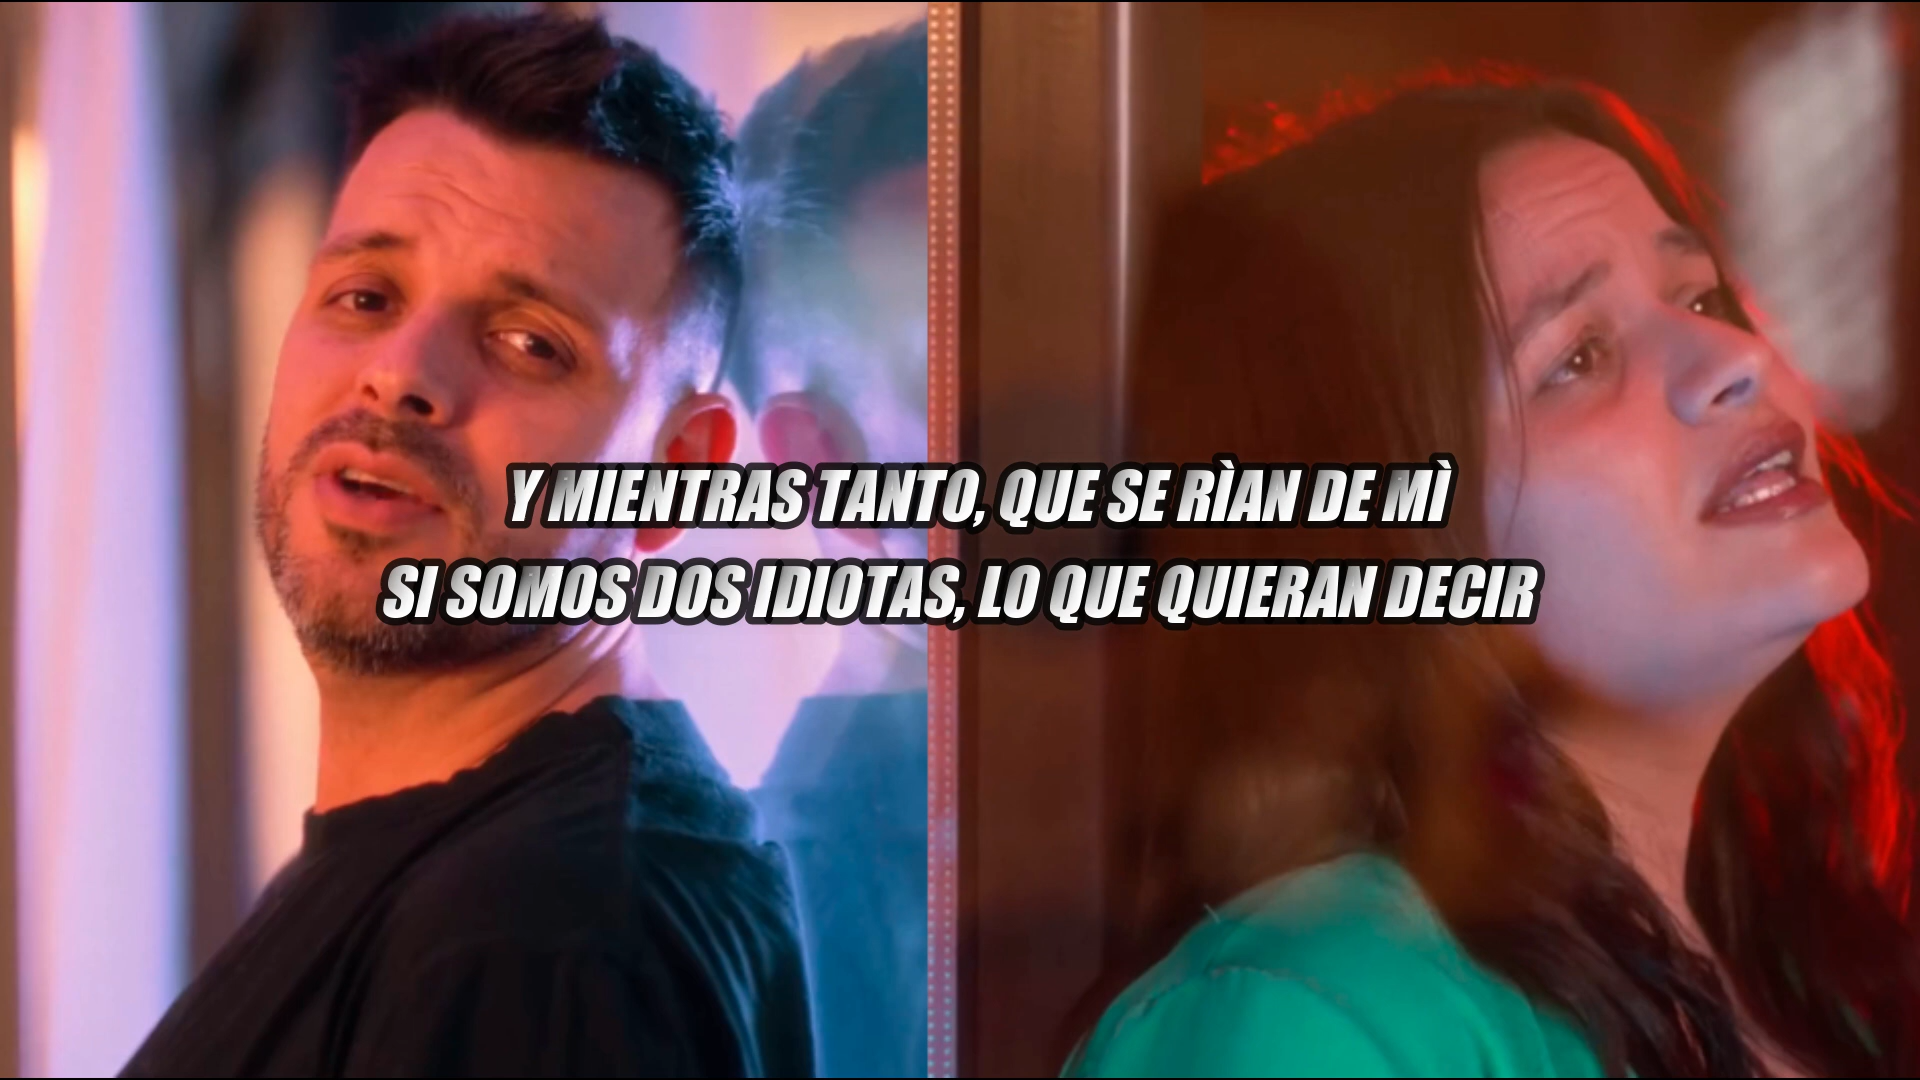 Y MIENTRAS TANTO, QUE SE RÌAN DE MÌ
SI SOMOS DOS IDIOTAS, LO QUE QUIERAN DECIR